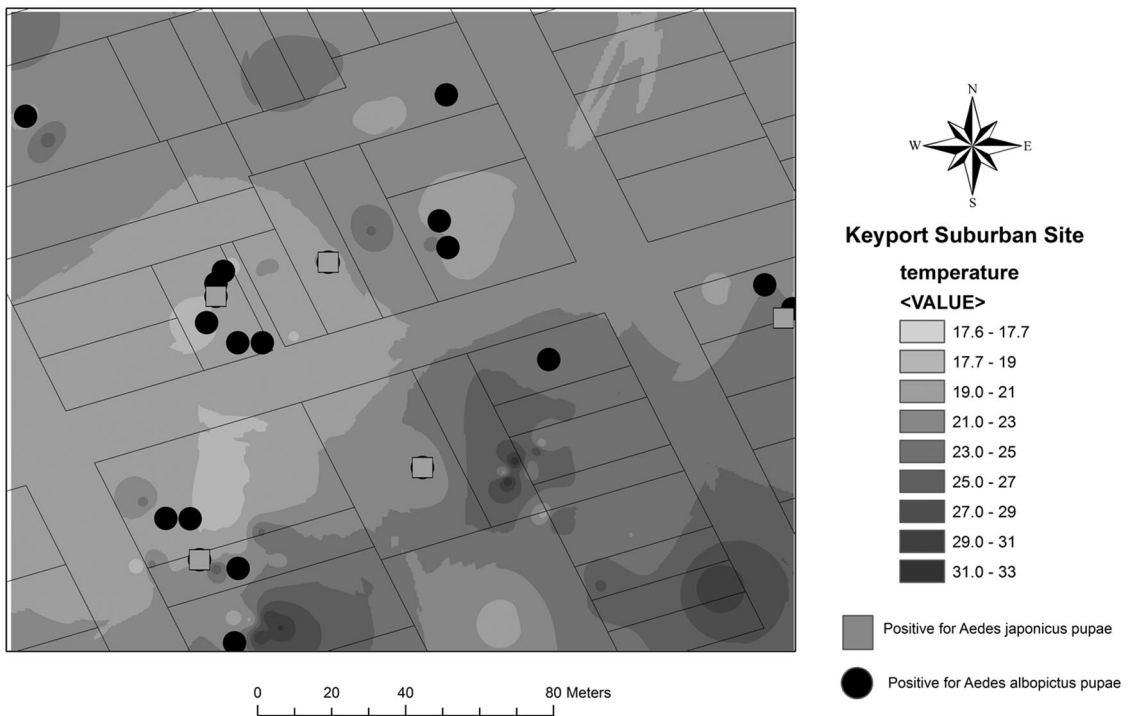 N
W E
S
Keyport Suburban Site
temperature
<VALUE>
17.6 - 17.7
17.7 - 19
19.0 - 21
21.0 - 23
23.0 - 25
25.0 - 27
27.0 - 29
29.0 - 31
31.0 - 33
Positive for Aedes japonicus pupae
Positive for Aedes albopictus pupae
0 20 40 80 Meters